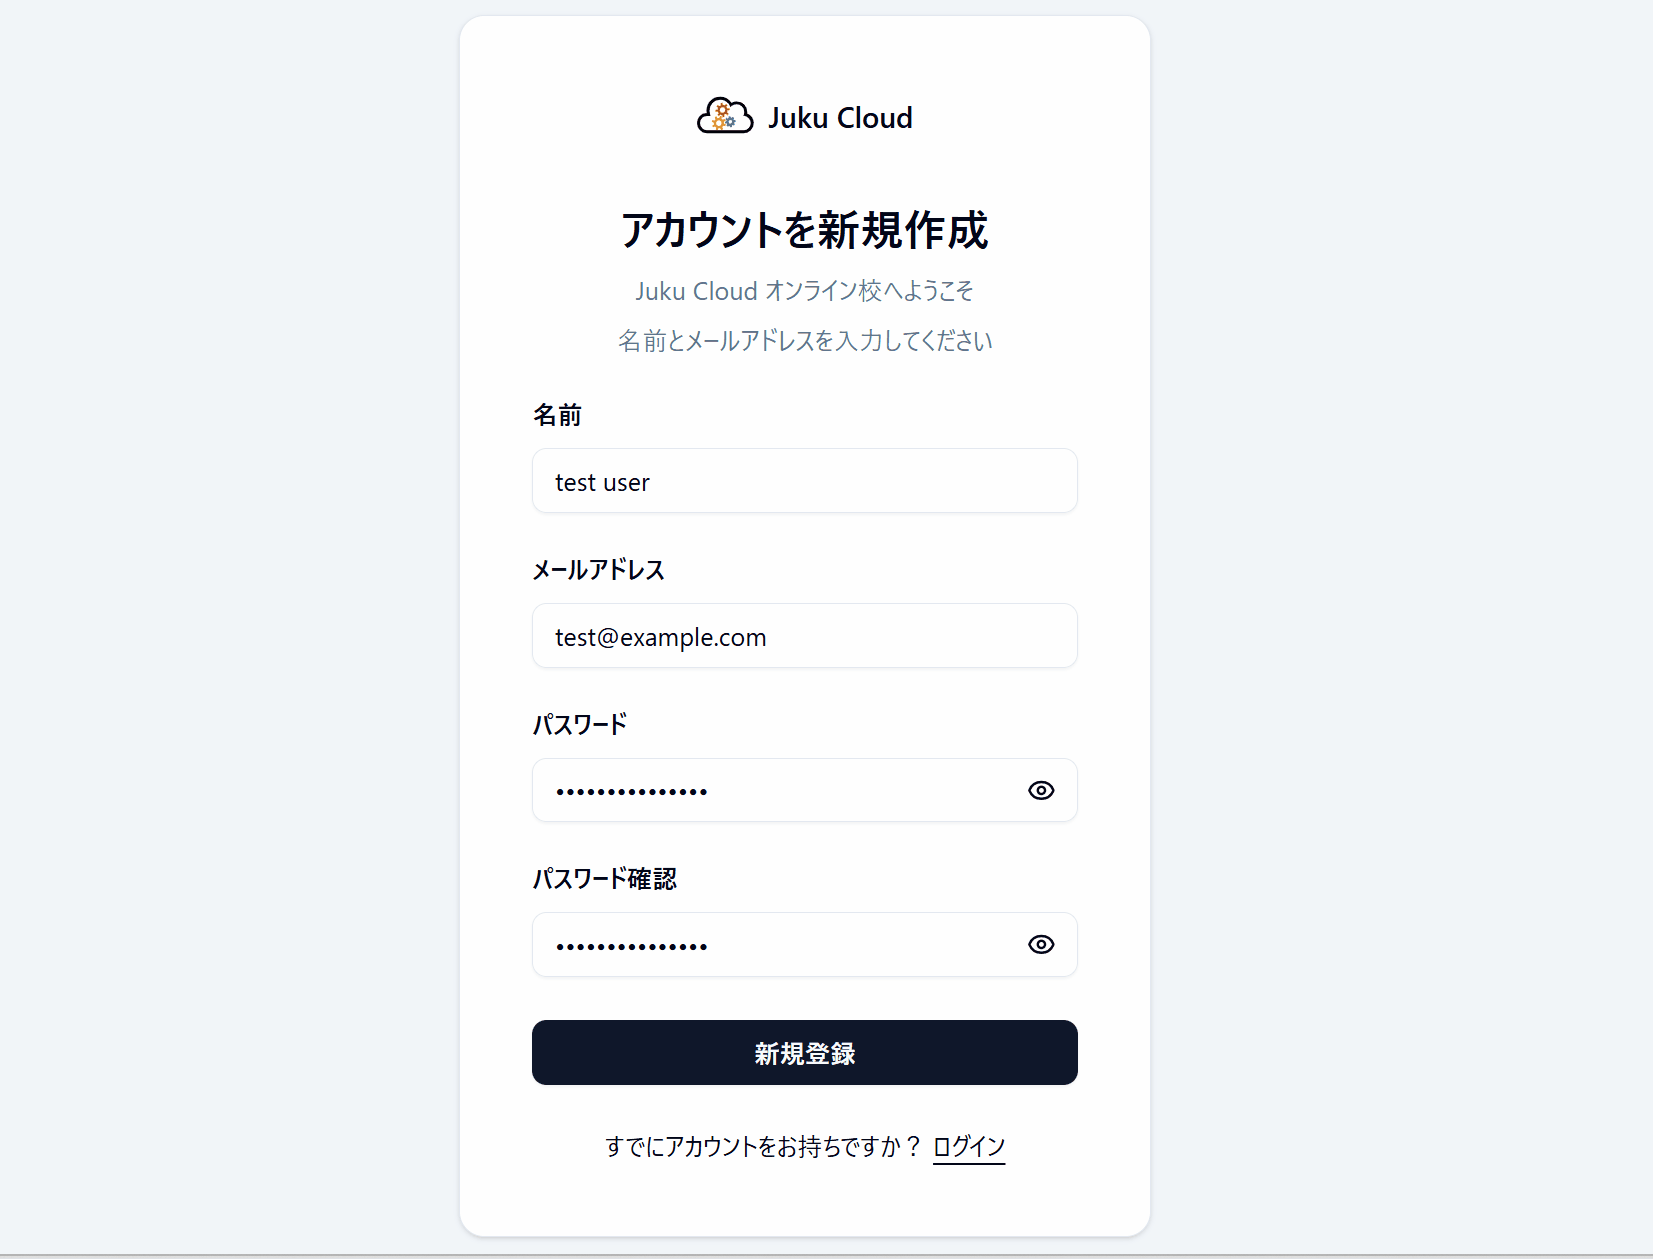 Juku Cloud
アカウントを新規作成
Juku Cloud オンライン校へようこそ
名前とメールアドレスを入力してください
名前
test user
メールアドレス
test@example.com
パスワード
•••••••••••••••
パスワード確認
•••••••••••••••
新規登録
すでにアカウントをお持ちですか？ ログイン